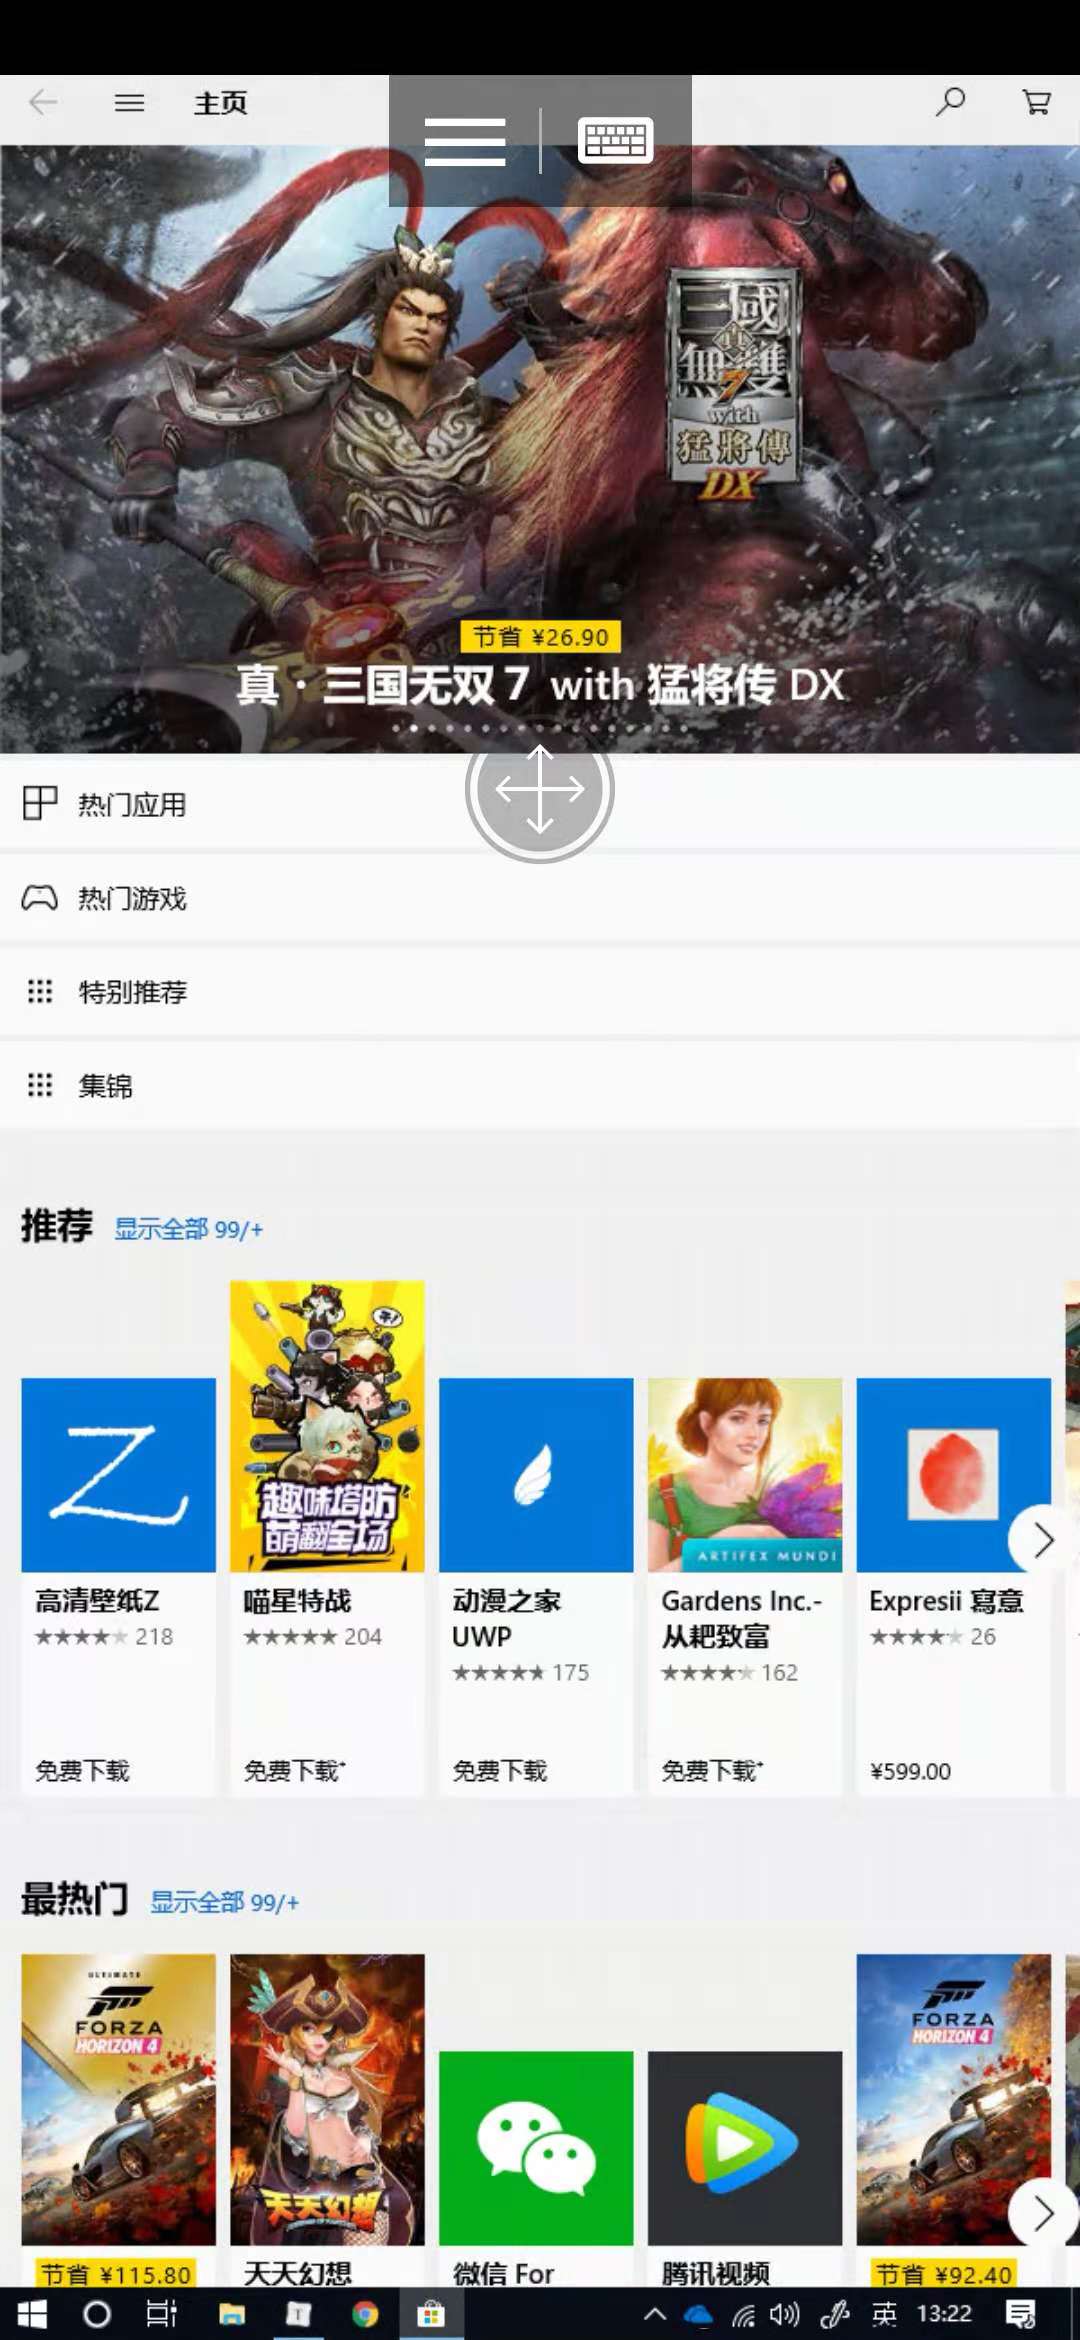 主页
三國
真
無雙
7
with
猛將傳
DX
节省 ¥26.90
真·三国无双 7 with 猛将传 DX
热门应用
热门游戏
特别推荐
集锦
推荐 显示全部 99/+
Z
趣味塔防
萌翻全场
ARTIFEX MUNDI
高清壁纸Z
218
免费下载
喵星特战
204
免费下载+
动漫之家
UWP
175
免费下载
Gardens Inc.-
从耙致富
162
免费下载+
Expresii 寫意
26
¥599.00
最热门 显示全部 99/+
ULTIMATE
FORZA
HORIZON 4
节省 ¥115.80
天天幻想
天天幻想
微信 For
腾讯视频
FORZA
HORIZON 4
节省 ¥92.40
T
英
13:22